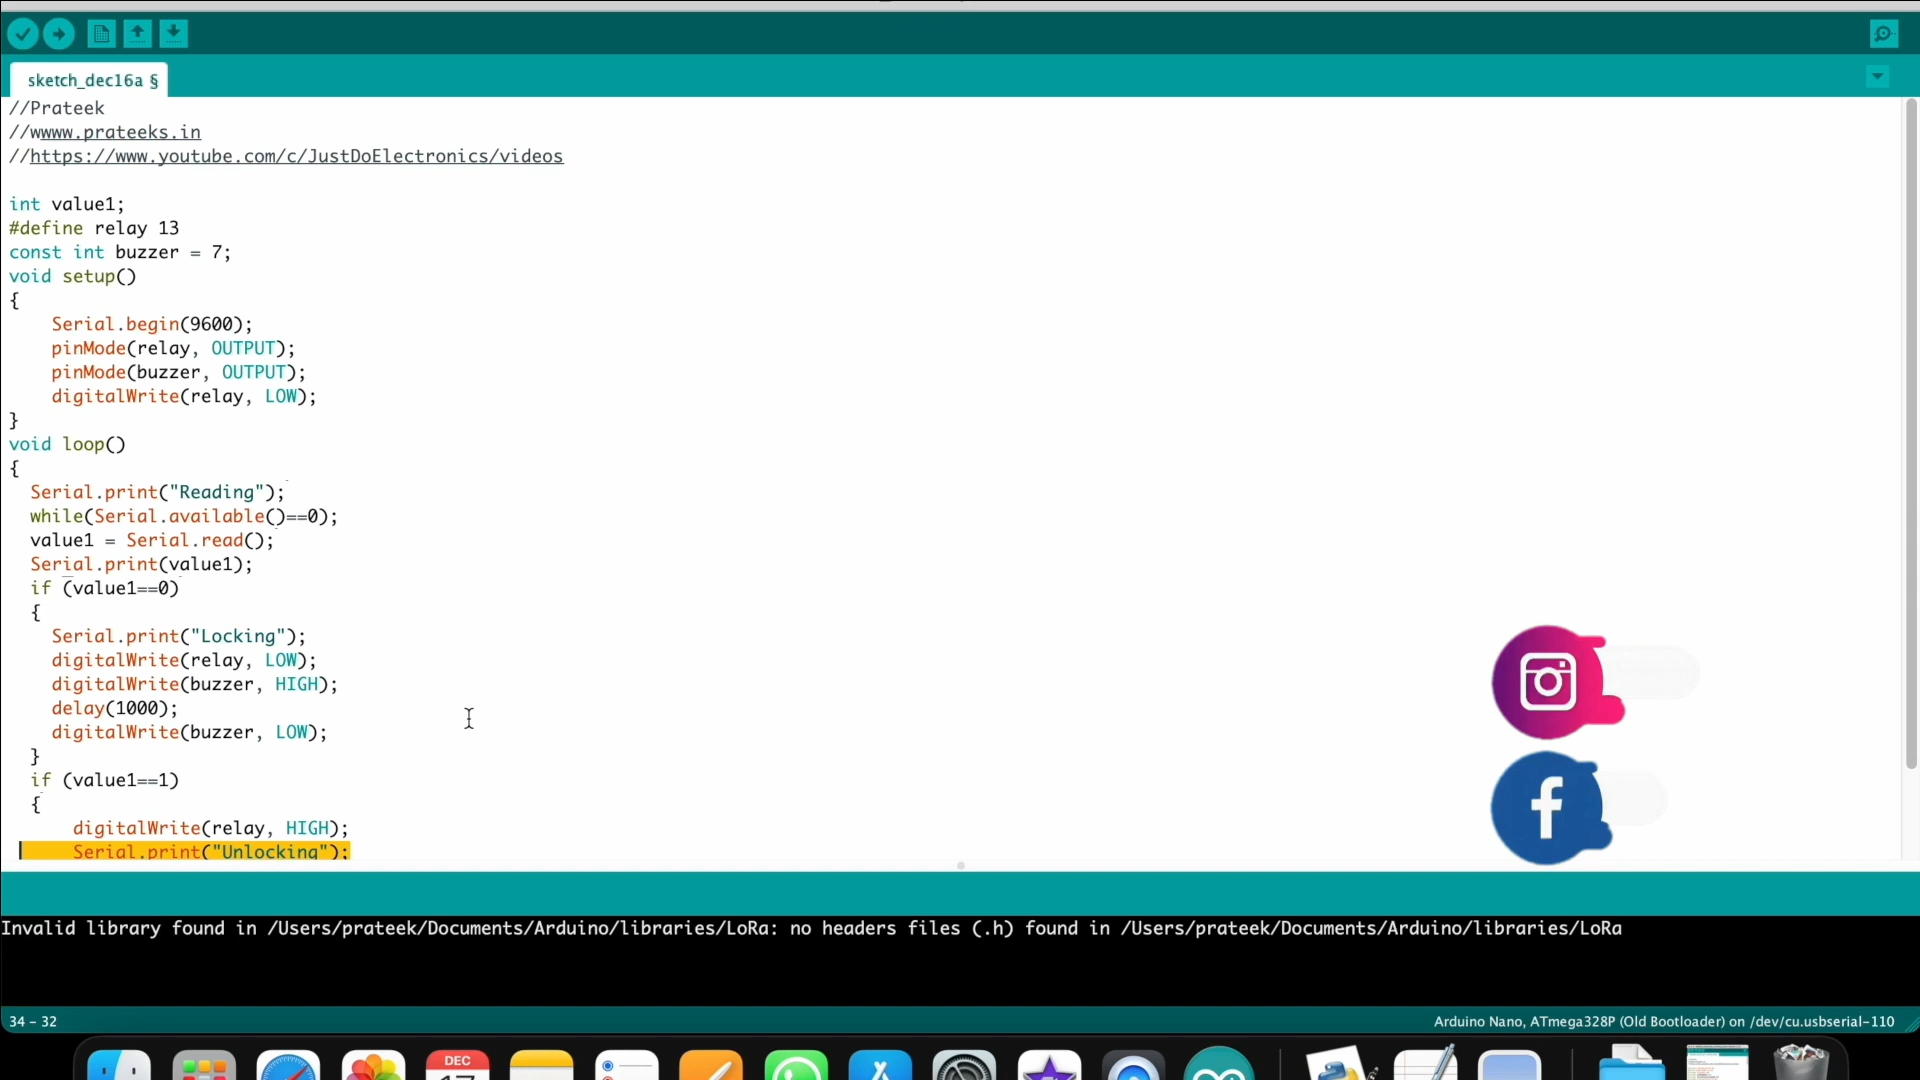 sketch_dec16a §
//Prateek
//wwww.prateeks.in
//https://www.youtube.com/c/JustDoElectronics/videos
int value1;
#define relay 13
const int buzzer = 7;
void setup()
{
Serial.begin(9600);
pinMode(relay, OUTPUT);
pinMode(buzzer, OUTPUT);
digitalWrite(relay, LOW);
}
void loop()
{
Serial.print("Reading");
while(Serial.available()==0);
value1 = Serial.read();
Serial.print(value1);
if (value1==0)
{
Serial.print("Locking");
digitalWrite(relay, LOW);
digitalWrite(buzzer, HIGH);
delay(1000);
digitalWrite(buzzer, LOW);
}
if (value1==1)
{
digitalWrite(relay, HIGH);
Serial.print("Unlocking");
Invalid library found in /Users/prateek/Documents/Arduino/libraries/LoRa: no headers files (.h) found in /Users/prateek/Documents/Arduino/libraries/LoRa
34 - 32
Arduino Nano, ATmega328P (Old Bootloader) on /dev/cu.usbserial-110
DEC